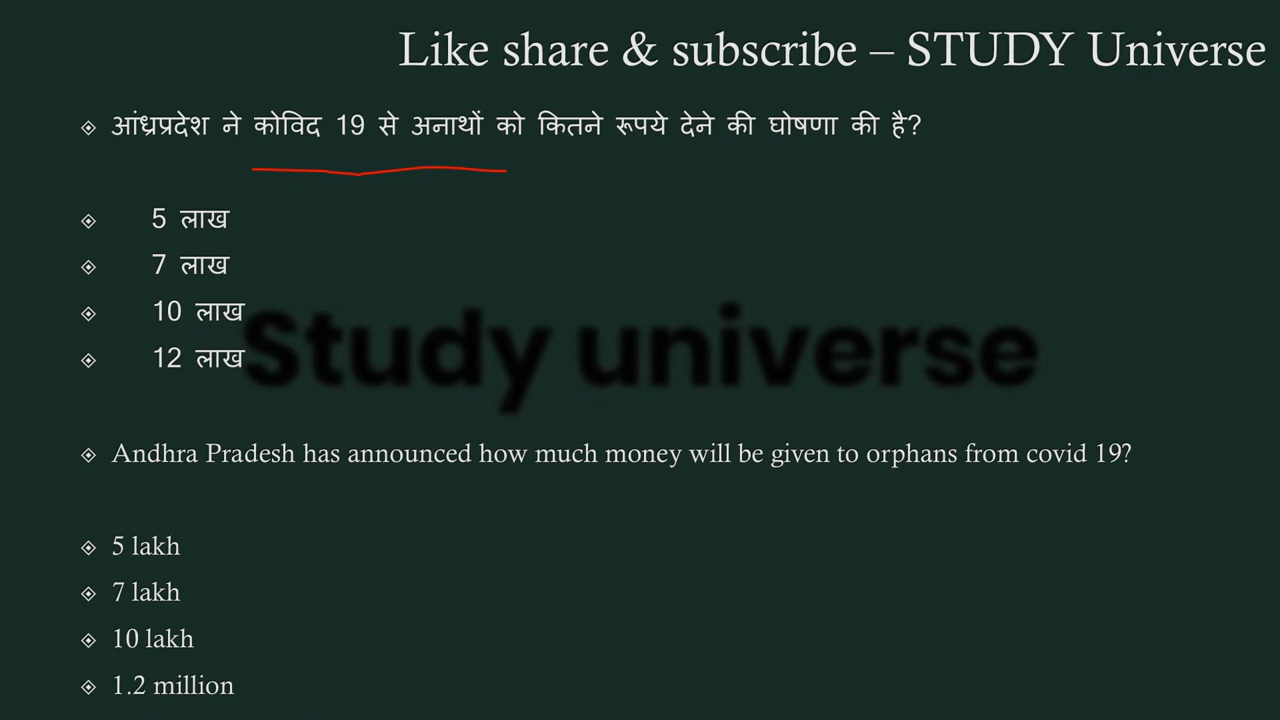 Like share & subscribe – STUDY Universe
आंध्रप्रदेश ने कोविद 19 से अनाथों को कितने रूपये देने की घोषणा की है?
5 लाख
7 लाख
10 लाख
12 लाख
Study universe
Andhra Pradesh has announced how much money will be given to orphans from covid 19?
5 lakh
7 lakh
10 lakh
1.2 million